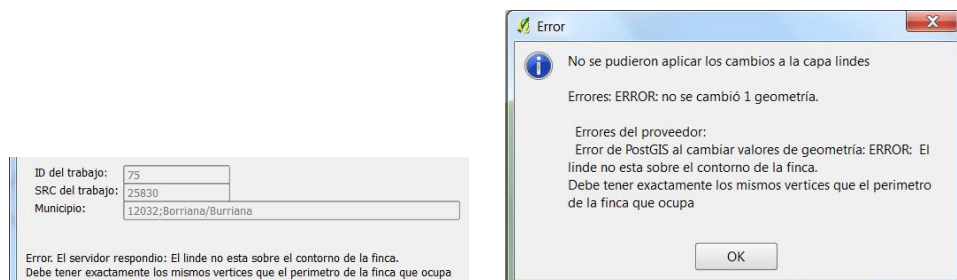 ID del trabajo: 75
SRC del trabajo: 25830
Municipio: 12032;Borriana/Burriana
Error. El servidor respondio: El linde no esta sobre el contorno de la finca.
Debe tener exactamente los mismos vertices que el perimetro de la finca que ocupa
Error
No se pudieron aplicar los cambios a la capa lindes
Errores: ERROR: no se cambió 1 geometría.
Errores del proveedor:
Error de PostGIS al cambiar valores de geometría: ERROR: El
linde no esta sobre el contorno de la finca.
Debe tener exactamente los mismos vertices que el perimetro
de la finca que ocupa
OK